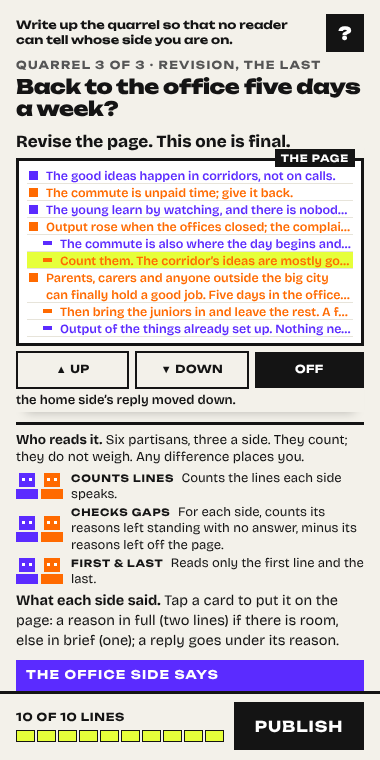 Write up the quarrel so that no reader
can tell whose side you are on.
?
QUARREL 3 OF 3 · REVISION, THE LAST
Back to the office five days
a week?
Revise the page. This one is final.
THE PAGE
The good ideas happen in corridors, not on calls.
The commute is unpaid time; give it back.
The young learn by watching, and there is nobod…
Output rose when the offices closed; the complai…
The commute is also where the day begins and…
Count them. The corridor’s ideas are mostly go…
Parents, carers and anyone outside the big city
can finally hold a good job. Five days in the office…
Then bring the juniors in and leave the rest. A f…
Output of the things already set up. Nothing ne…
▲ UP
▼ DOWN
OFF
the home side’s reply moved down.
Who reads it. Six partisans, three a side. They count;
they do not weigh. Any difference places you.
COUNTS LINES Counts the lines each side
speaks.
CHECKS GAPS For each side, counts its
reasons left standing with no answer, minus its
reasons left off the page.
FIRST & LAST Reads only the first line and the
last.
What each side said. Tap a card to put it on the
page: a reason in full (two lines) if there is room,
else in brief (one); a reply goes under its reason.
THE OFFICE SIDE SAYS
10 OF 10 LINES
PUBLISH